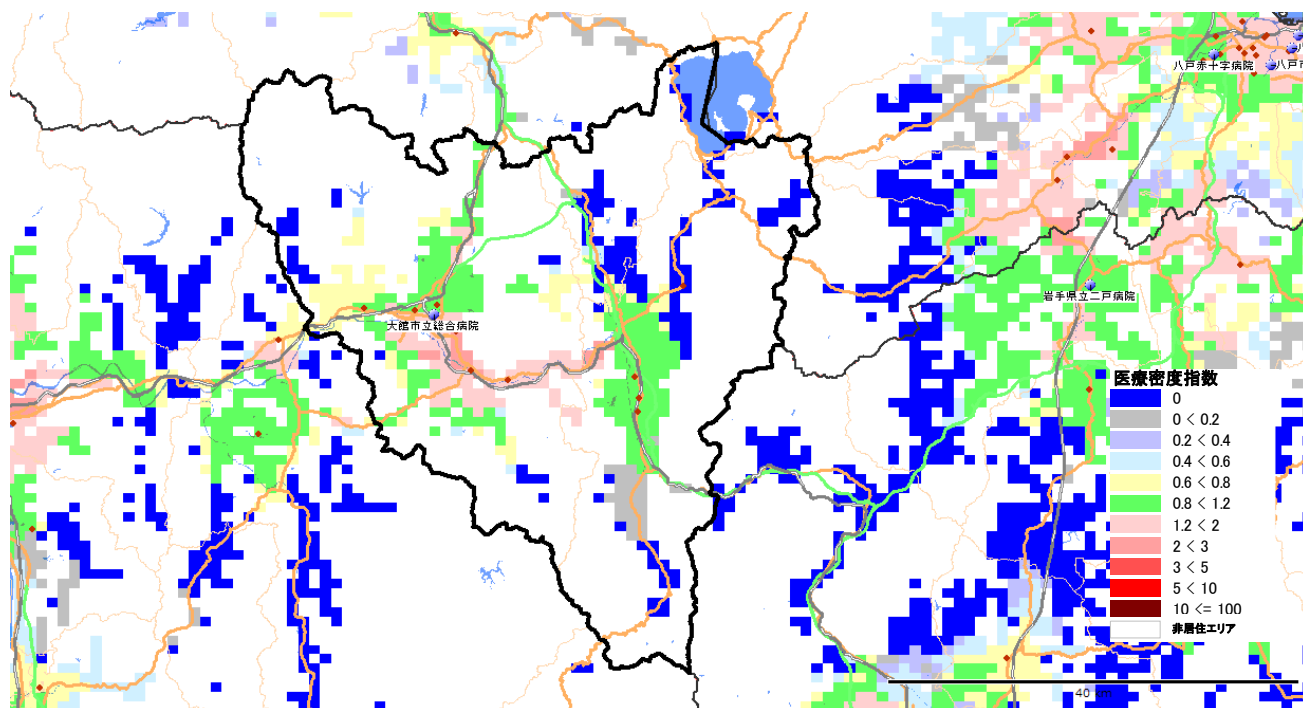 八戸赤十字病院
八戸市
大館市立総合病院
岩手県立二戸病院
医療密度指数
0
0 < 0.2
0.2 < 0.4
0.4 < 0.6
0.6 < 0.8
0.8 < 1.2
1.2 < 2
2 < 3
3 < 5
5 < 10
10 <= 100
非居住エリア
40 km